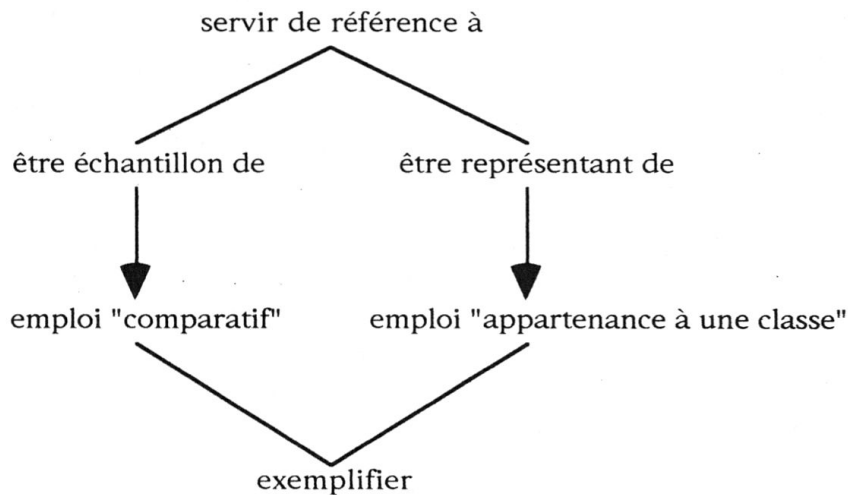 servir de référence à
être échantillon de
être représentant de
emploi "comparatif"
emploi "appartenance à une classe"
exemplifier